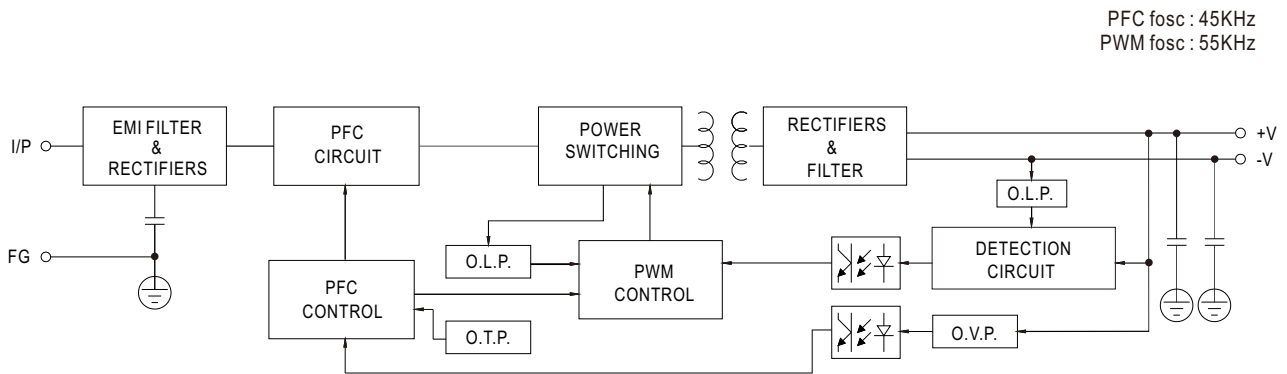 PFC fosc : 45KHz
PWM fosc : 55KHz
I/P
EMI FILTER
&
RECTIFIERS
PFC
CIRCUIT
POWER
SWITCHING
RECTIFIERS
&
FILTER
+V
-V
O.L.P.
FG
O.L.P.
PFC
CONTROL
O.T.P.
PWM
CONTROL
DETECTION
CIRCUIT
O.V.P.